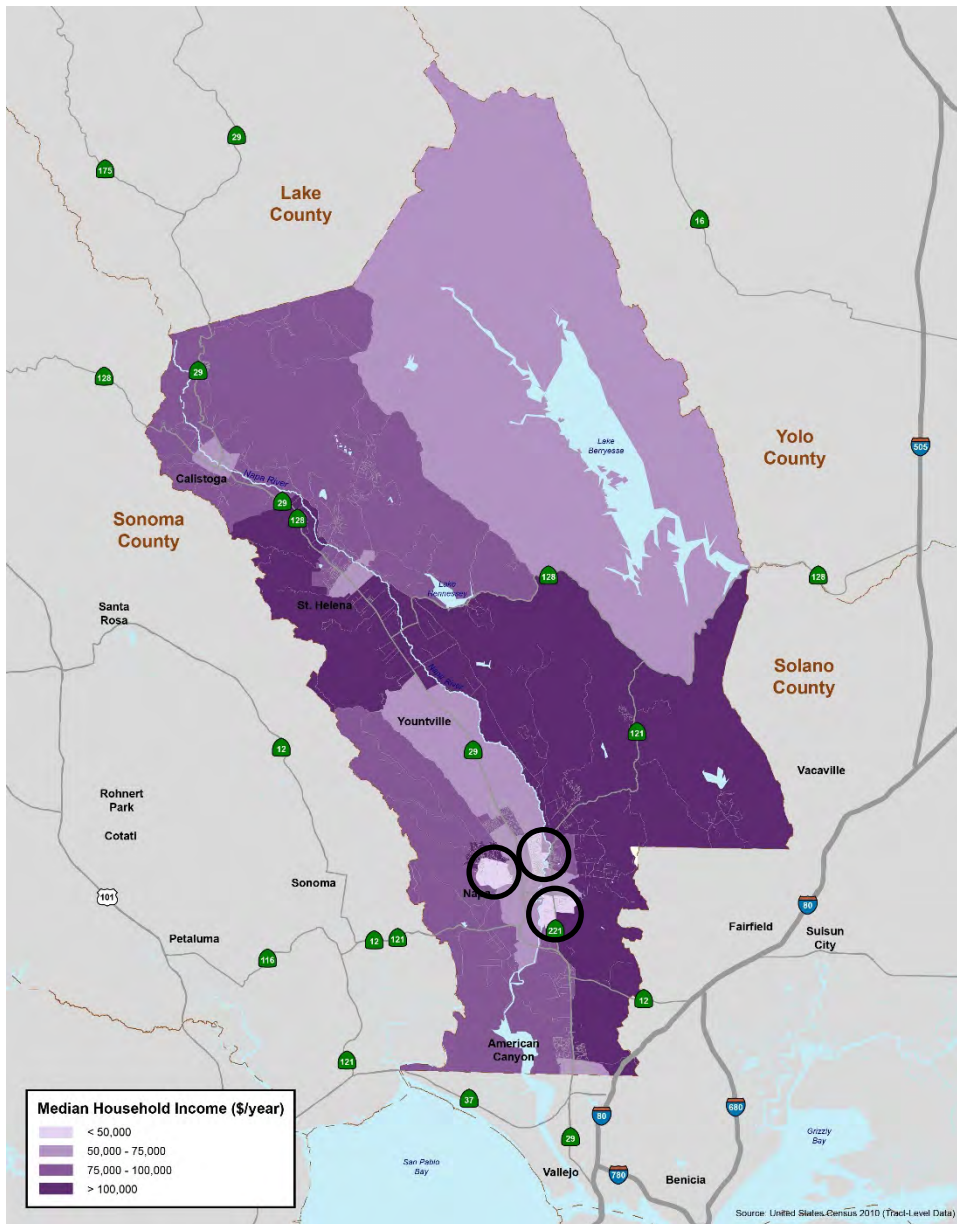 29
175
Lake
County
16
128
29
Lake
Berryessa
Yolo
County
505
Calistoga
Napa River
29
128
Sonoma
County
128
128
Lake
Hennessey
St. Helena
Santa
Rosa
Solano
County
Napa River
Yountville
121
29
12
Vacaville
Rohnert
Park
Cotati
Sonoma
Napa
101
80
221
Fairfield
Suisun
City
Petaluma
12
121
116
12
American
Canyon
121
37
80
680
29
Grizzly
Bay
San Pablo
Bay
Vallejo
780
Benicia
Median Household Income ($/year)
< 50,000
50,000 - 75,000
75,000 - 100,000
> 100,000
Source: United States Census 2010 (Tract-Level Data)